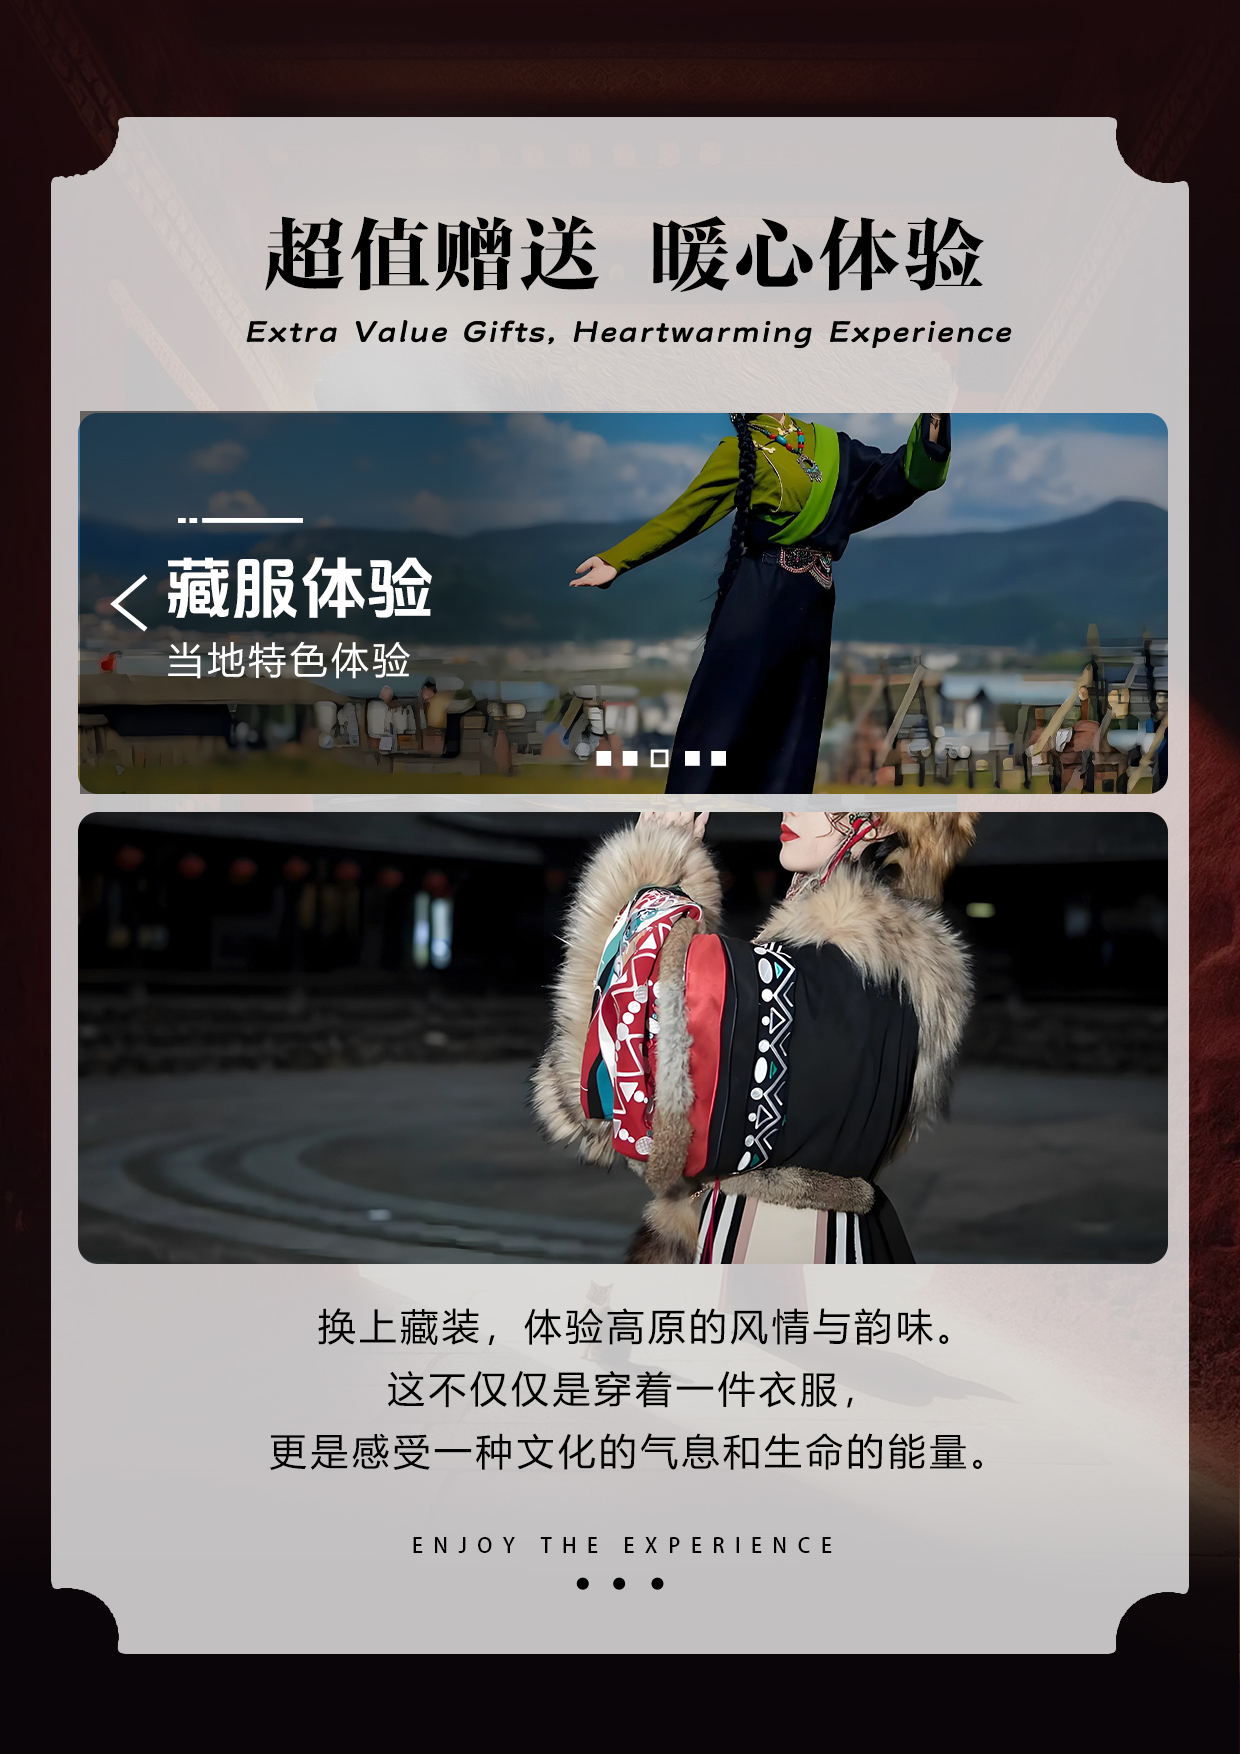 超值赠送 暖心体验
Extra Value Gifts, Heartwarming Experience
藏服体验
当地特色体验
换上藏装，体验高原的风情与韵味。
这不仅仅是穿着一件衣服，
更是感受一种文化的气息和生命的能量。
ENJOY THE EXPERIENCE